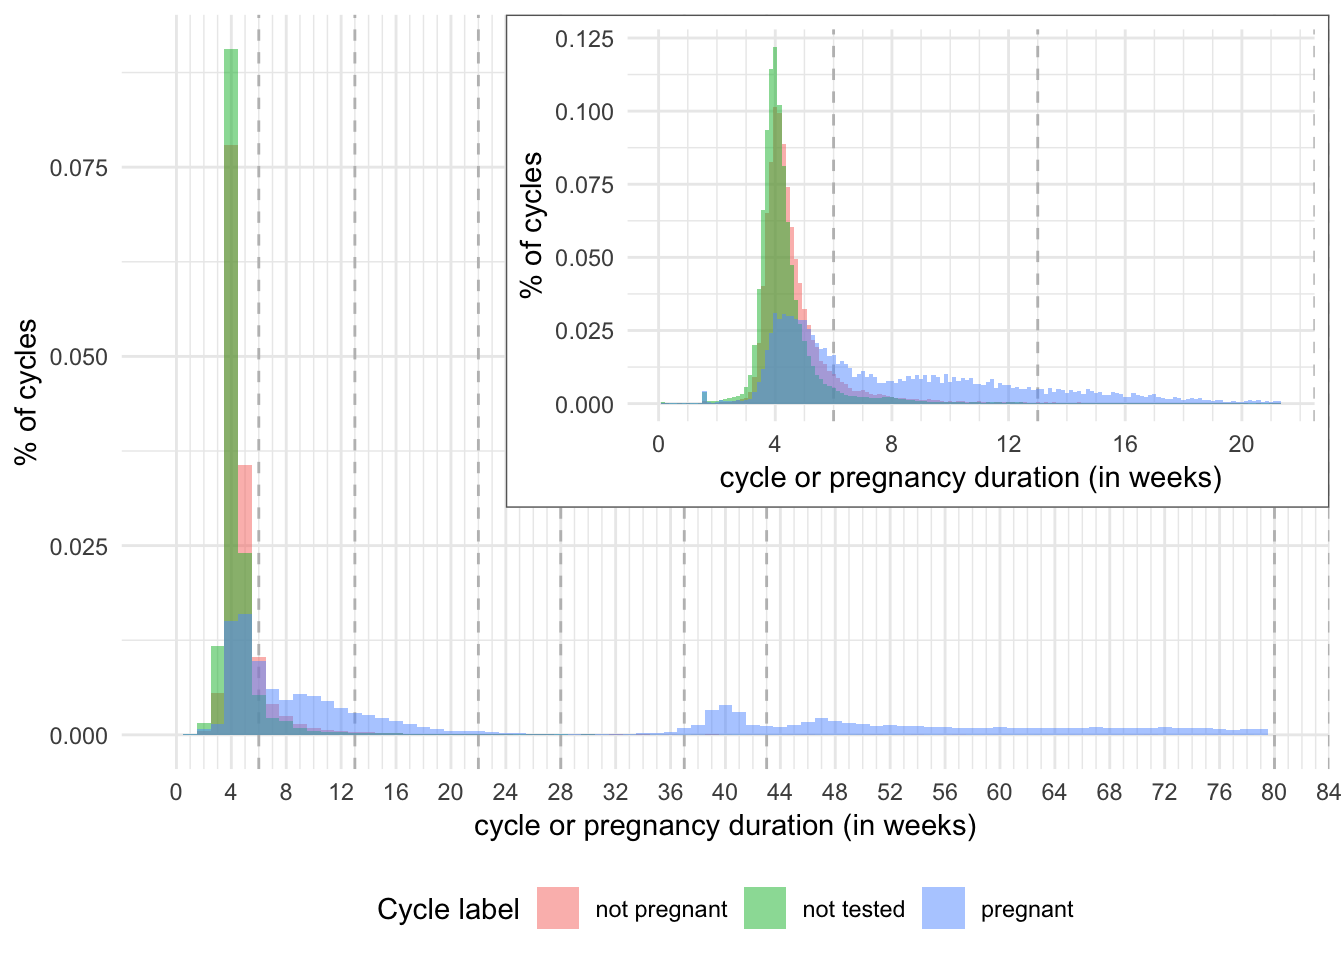 0.075
0.050
0.025
0.000
% of cycles
0 4 8 12 16 20 24 28 32 36 40 44 48 52 56 60 64 68 72 76 80 84
cycle or pregnancy duration (in weeks)
0.125
0.100
0.075
0.050
0.025
0.000
% of cycles
0 4 8 12 16 20
cycle or pregnancy duration (in weeks)
Cycle label not pregnant not tested pregnant